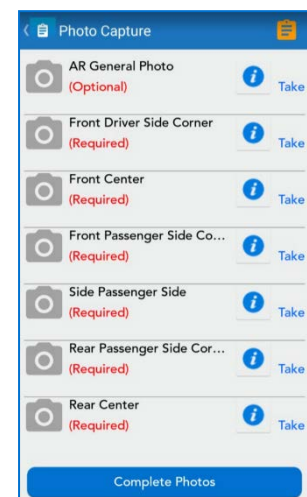 Photo Capture
AR General Photo
(Optional)
Take
Front Driver Side Corner
(Required)
Take
Front Center
(Required)
Take
Front Passenger Side Co...
(Required)
Take
Side Passenger Side
(Required)
Take
Rear Passenger Side Cor...
(Required)
Take
Rear Center
(Required)
Take
Complete Photos